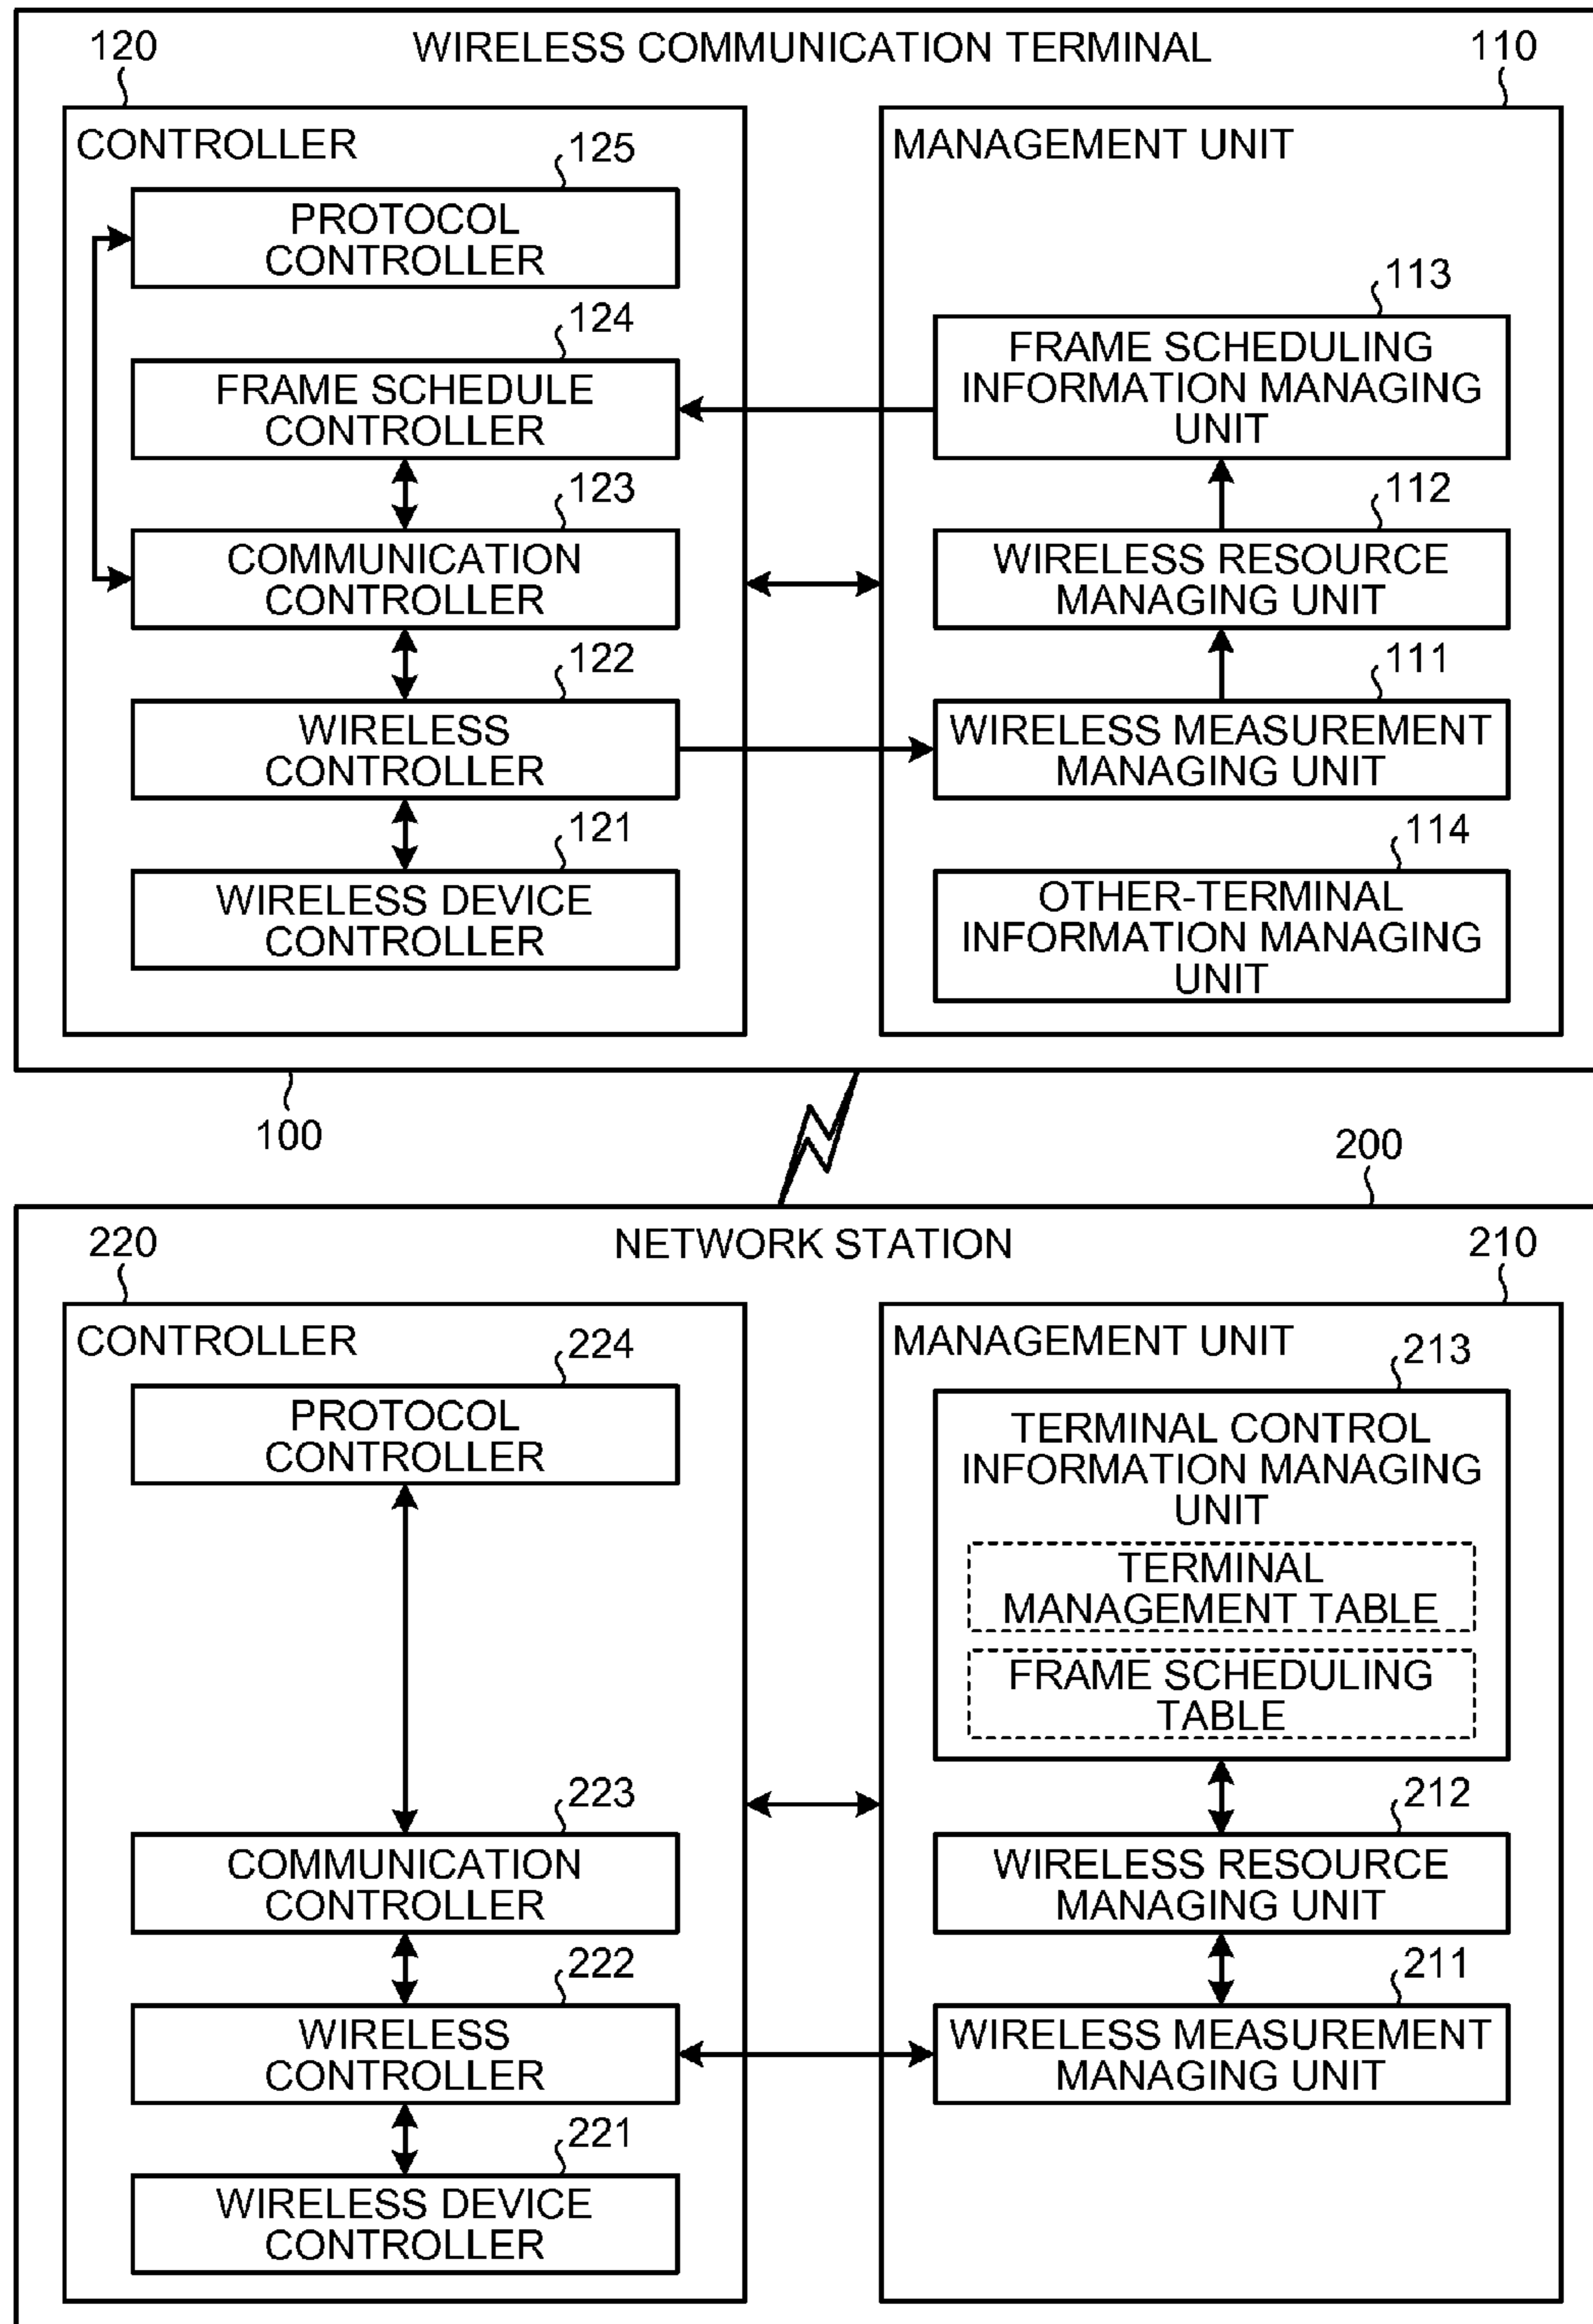 120
WIRELESS COMMUNICATION TERMINAL
110
CONTROLLER
125
PROTOCOL
CONTROLLER
124
FRAME SCHEDULE
CONTROLLER
123
COMMUNICATION
CONTROLLER
122
WIRELESS
CONTROLLER
121
WIRELESS DEVICE
CONTROLLER
MANAGEMENT UNIT
113
FRAME SCHEDULING
INFORMATION MANAGING
UNIT
112
WIRELESS RESOURCE
MANAGING UNIT
111
WIRELESS MEASUREMENT
MANAGING UNIT
114
OTHER-TERMINAL
INFORMATION MANAGING
UNIT
100
200
220
NETWORK STATION
210
CONTROLLER
224
PROTOCOL
CONTROLLER
223
COMMUNICATION
CONTROLLER
222
WIRELESS
CONTROLLER
221
WIRELESS DEVICE
CONTROLLER
MANAGEMENT UNIT
213
TERMINAL CONTROL
INFORMATION MANAGING
UNIT
TERMINAL
MANAGEMENT TABLE
FRAME SCHEDULING
TABLE
212
WIRELESS RESOURCE
MANAGING UNIT
211
WIRELESS MEASUREMENT
MANAGING UNIT